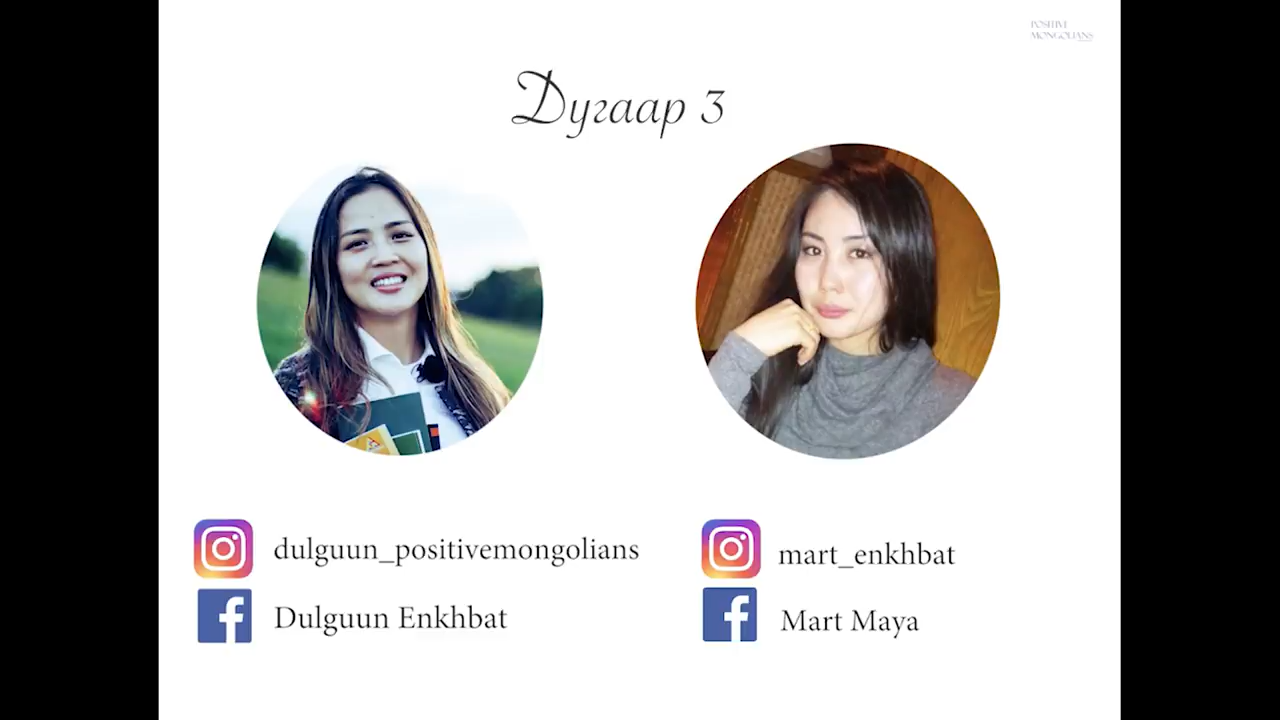 POSITIVE
MONGOLIANS
Дугаар 3
dulguun_positivemongolians
Dulguun Enkhbat
mart_enkhbat
Mart Maya